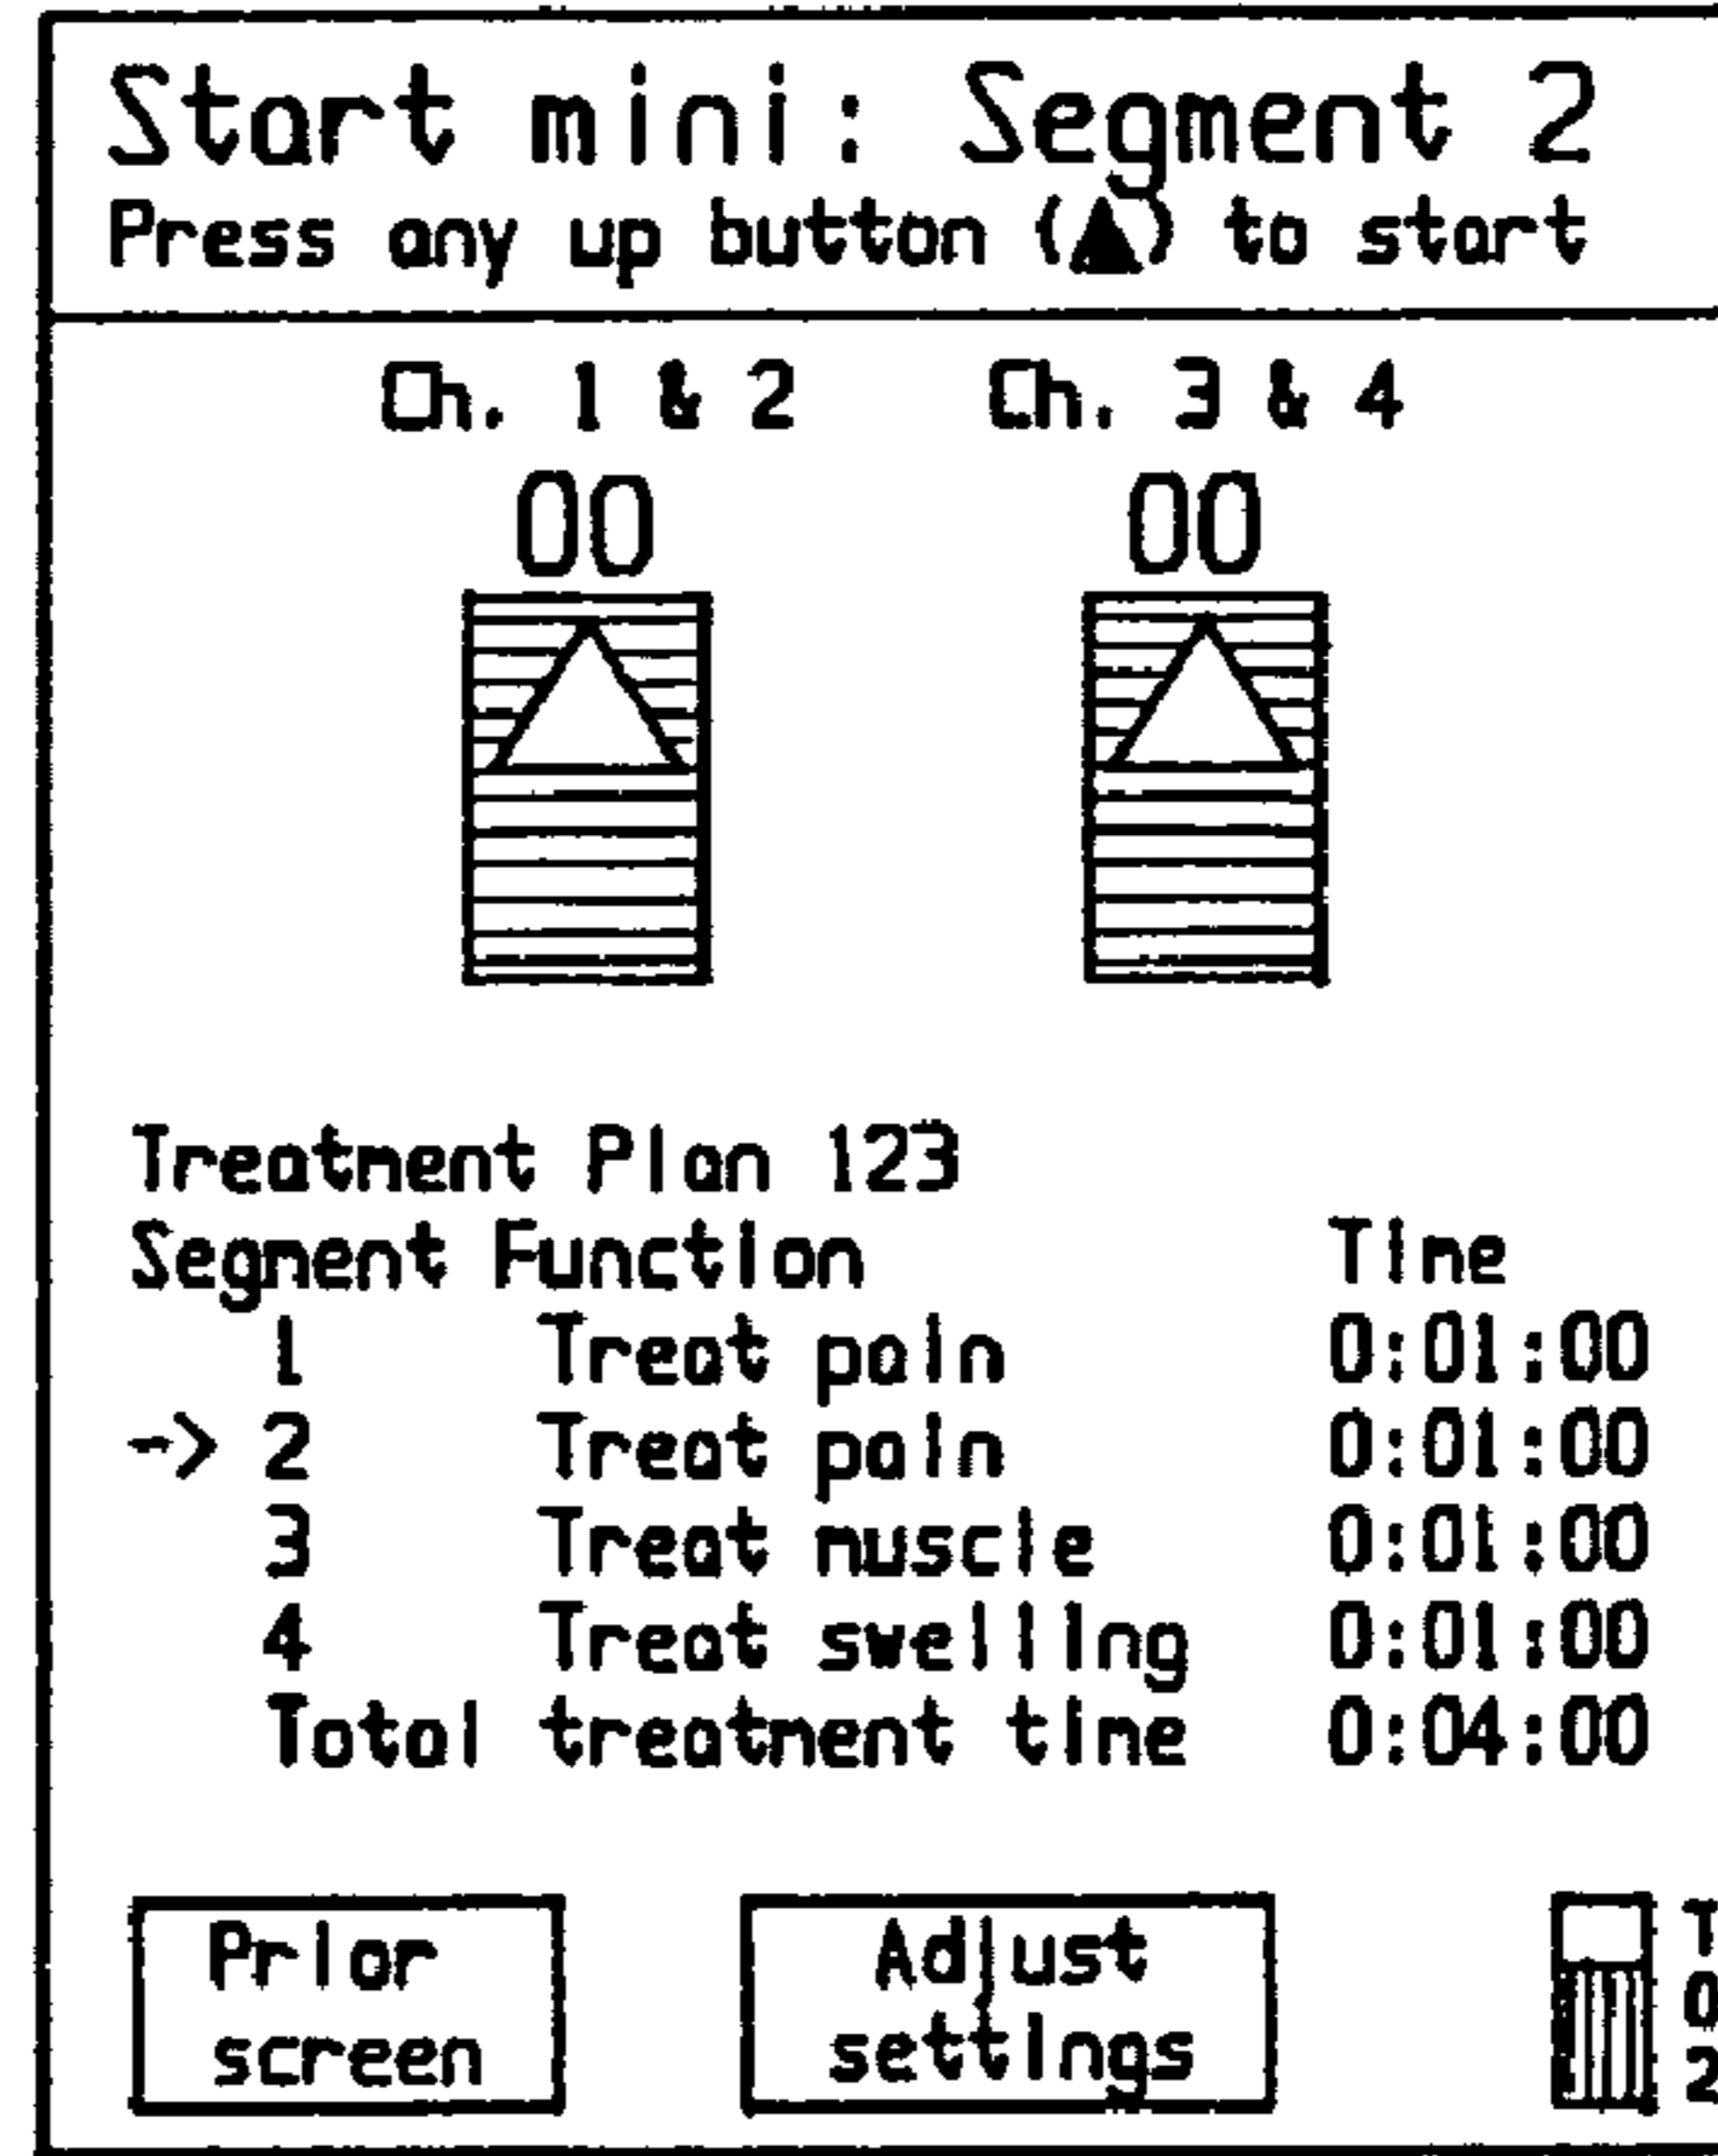 Start mini: Segment 2
Press any up button (▲) to start
Ch. 1 & 2 Ch. 3 & 4
00 00
Treatment Plan 123
Segment Function Time
1 Treat pain 0:01:00
-> 2 Treat pain 0:01:00
3 Treat muscle 0:01:00
4 Treat swelling 0:01:00
Total treatment time 0:04:00
Prior
screen
Adjust
settings